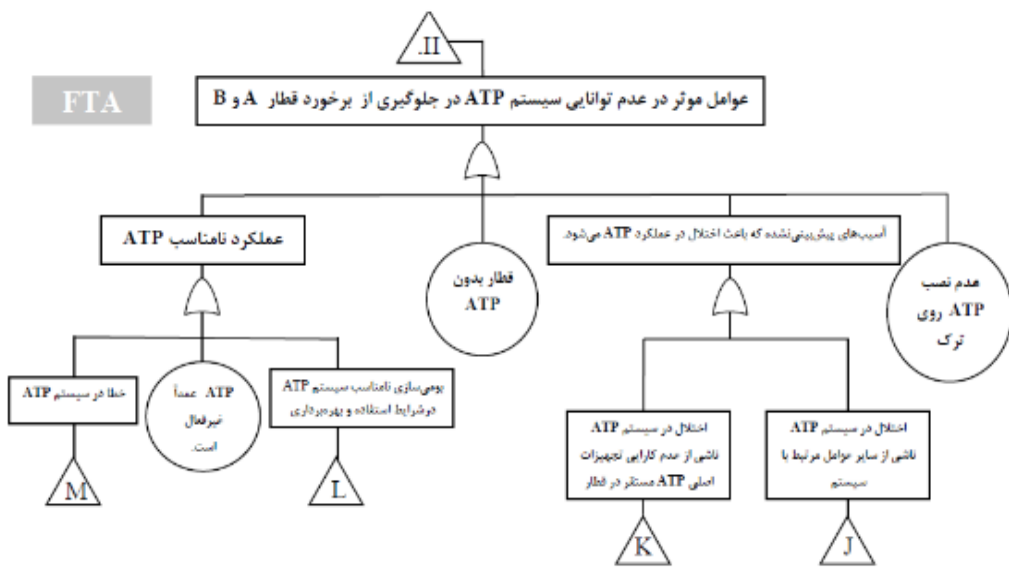 .II
FTA
عوامل موثر در عدم توانایی سیستم ATP در جلوگیری از برخورد قطار A و B
آسیب‌های پیش‌بینی‌نشده که باعث اختلال در عملکرد ATP می‌شود.
عملکرد نامناسب ATP
هدم نصب
ATP روی
ترک
قطار بدون
ATP
اختلال در سیستم ATP
ناشی از سایر عوامل مرتبط با
سیستم
اختلال در سیستم ATP
ناشی از عدم کارایی تجهیزات
اصلی ATP مستقر در قطار
بومی‌سازی نامناسب سیستم ATP
در شرایط استفاده و بهره‌برداری
ATP عمداً
غیرفعال
است.
خطا در سیستم ATP
J
K
L
M